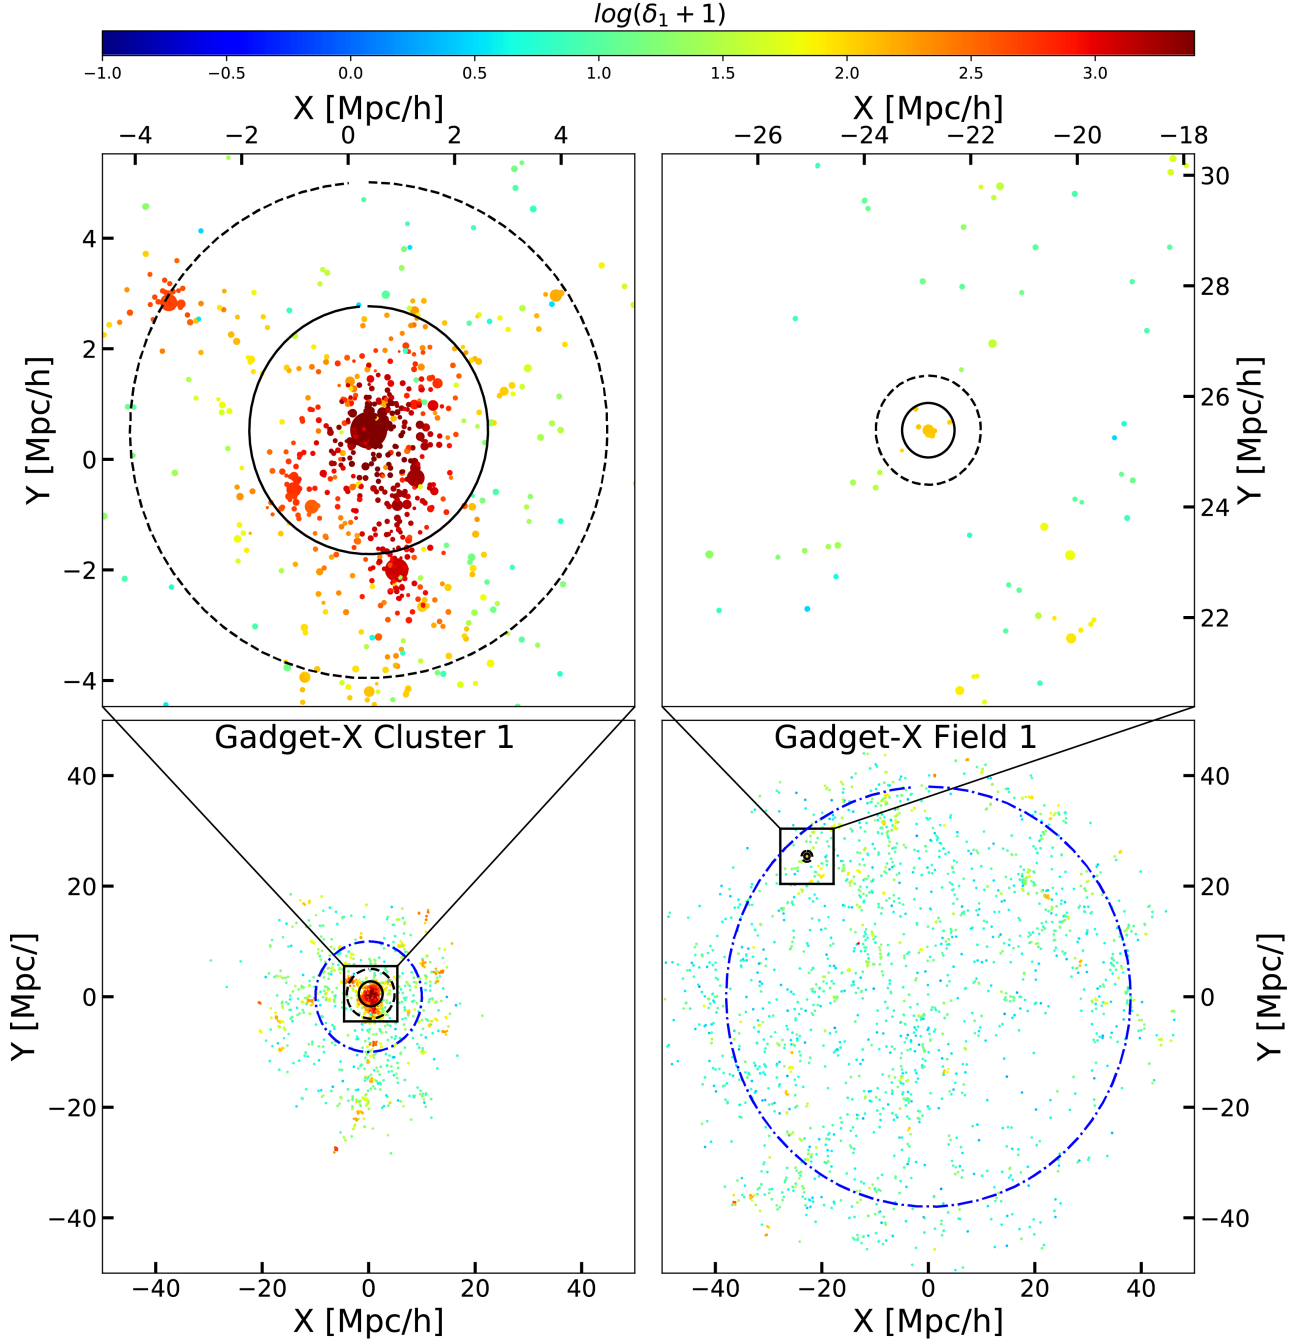 log(δ₁ + 1)
−1.0 −0.5 0.0 0.5 1.0 1.5 2.0 2.5 3.0
X [Mpc/h] X [Mpc/h]
−4 −2 0 2 4 −26 −24 −22 −20 −18
Y [Mpc/h]
4
2
0
−2
−4
30
28
26
24
22
Y [Mpc/h]
Gadget-X Cluster 1
Gadget-X Field 1
Y [Mpc/]
40
20
0
−20
−40
40
20
0
−20
−40
Y [Mpc/]
−40 −20 0 20 40 −40 −20 0 20 40
X [Mpc/h] X [Mpc/h]